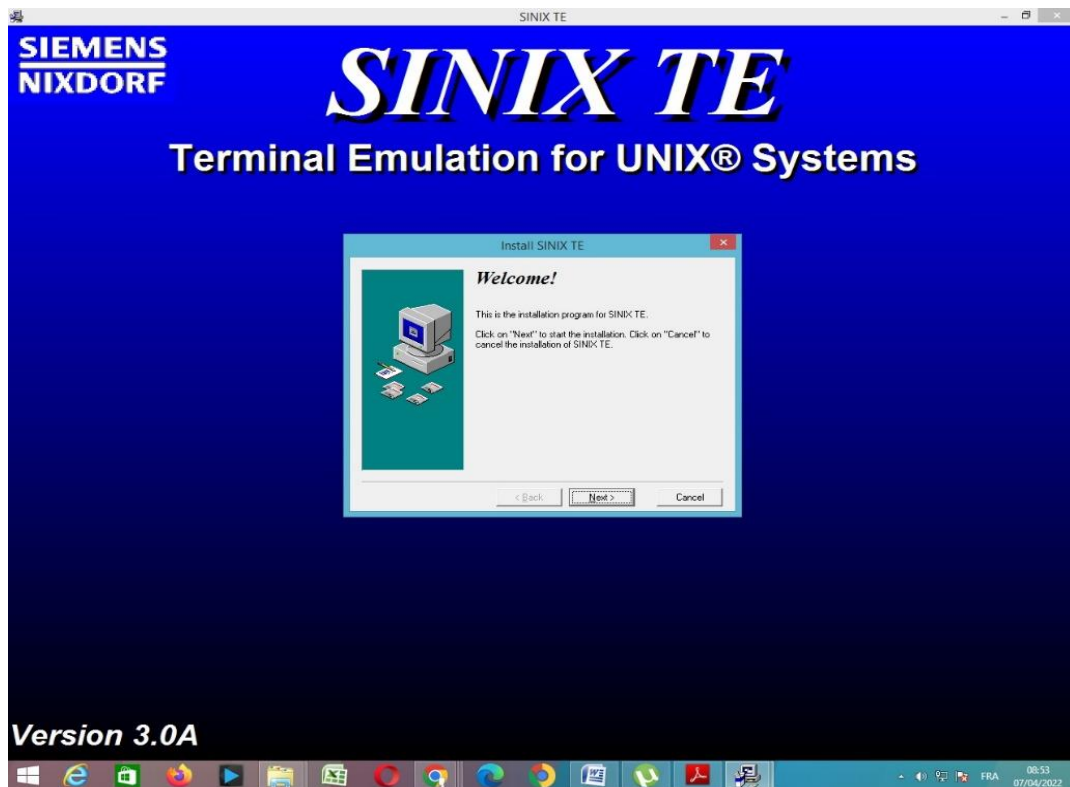 SINIX TE
SIEMENS
NIXDORF
SINIX TE
Terminal Emulation for UNIX® Systems
Install SINIX TE
Welcome!
This is the installation program for SINIX TE.
Click on "Next" to start the installation. Click on "Cancel" to
cancel the installation of SINIX TE.
< Back
Next >
Cancel
Version 3.0A
FRA
08:53
07/04/2022